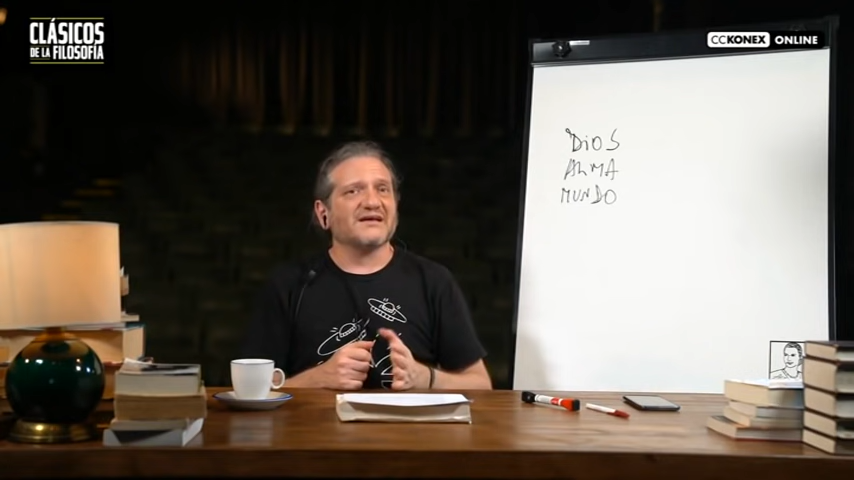 CLÁSICOS
de LA FILOSOFÍA
CCKONEX ONLINE
DIOS
ALMA
MUNDO